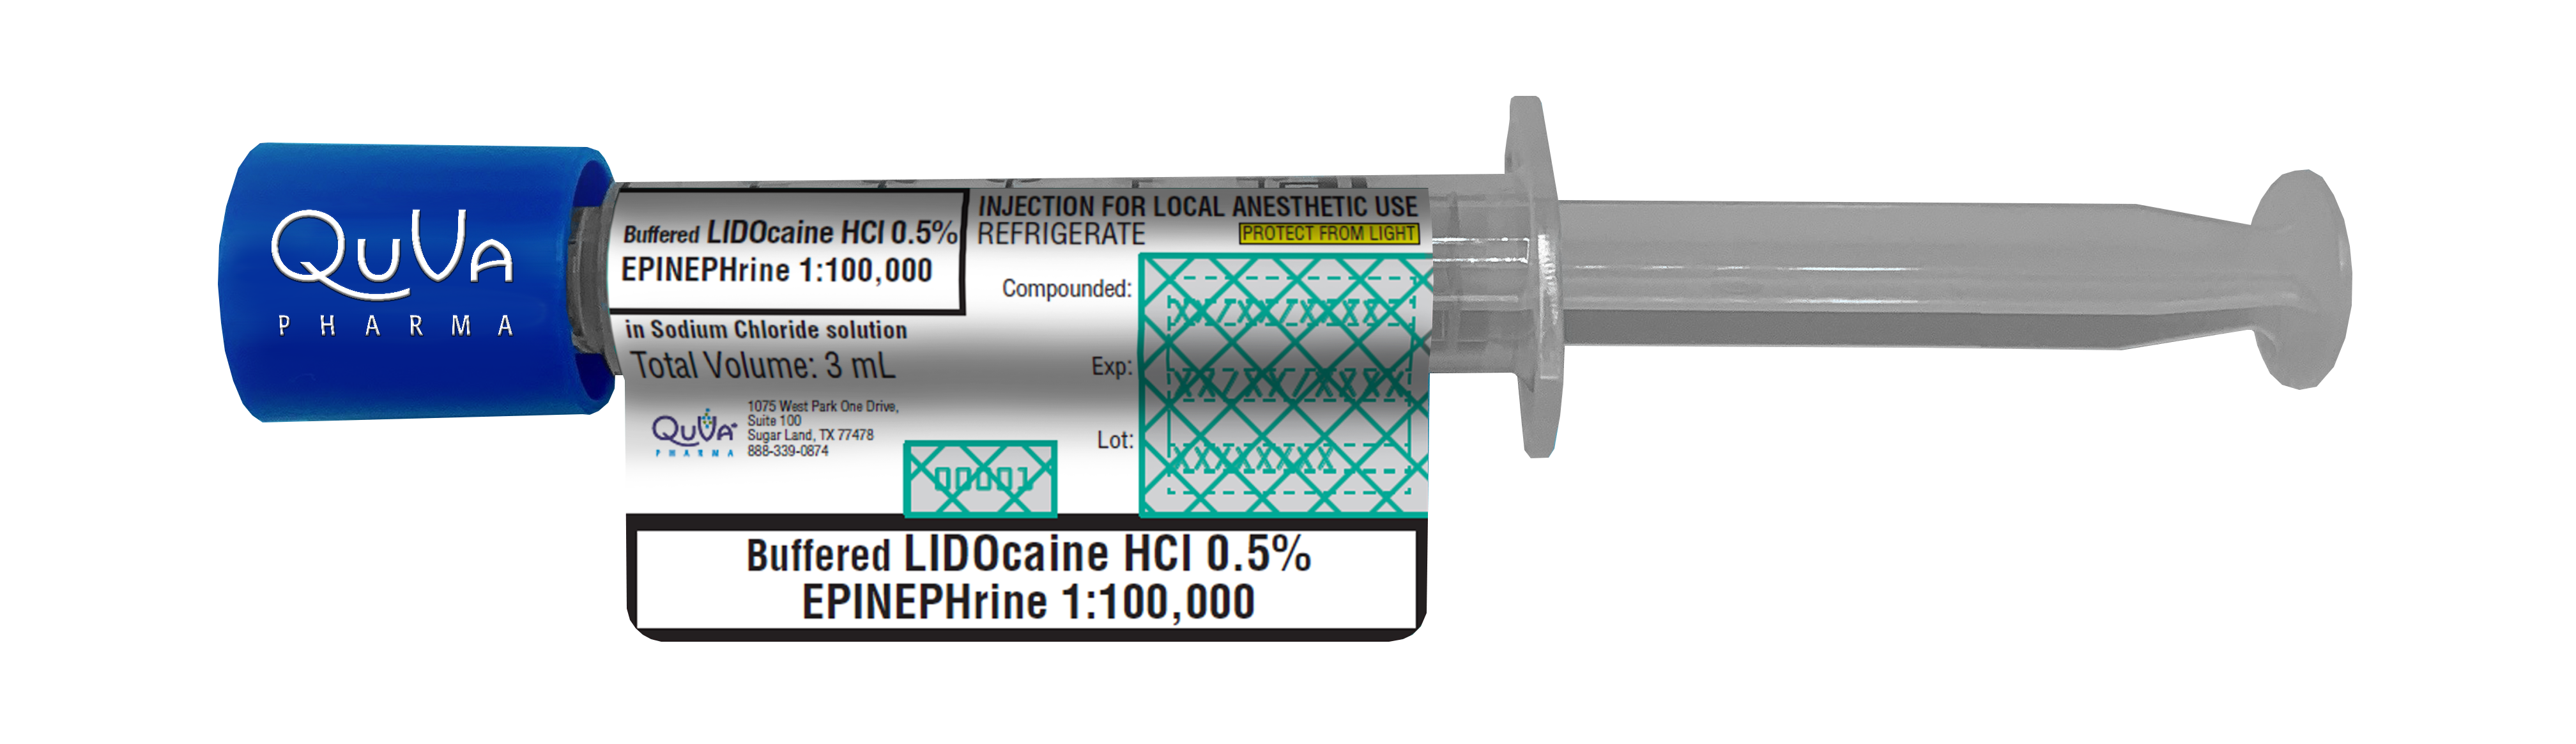 QuVa
PHARMA
Buffered LIDOcaine HCl 0.5%
EPINEPHrine 1:100,000
in Sodium Chloride solution
Total Volume: 3 mL
QuVa
PHARMA
1075 West Park One Drive,
Suite 100
Sugar Land, TX 77478
888-339-0874
00001
INJECTION FOR LOCAL ANESTHETIC USE
REFRIGERATE
PROTECT FROM LIGHT
Compounded: XX/XX/XXXX
Exp: XX/XX/XXXX
Lot: XXXXXXX
Buffered LIDOcaine HCl 0.5%
EPINEPHrine 1:100,000